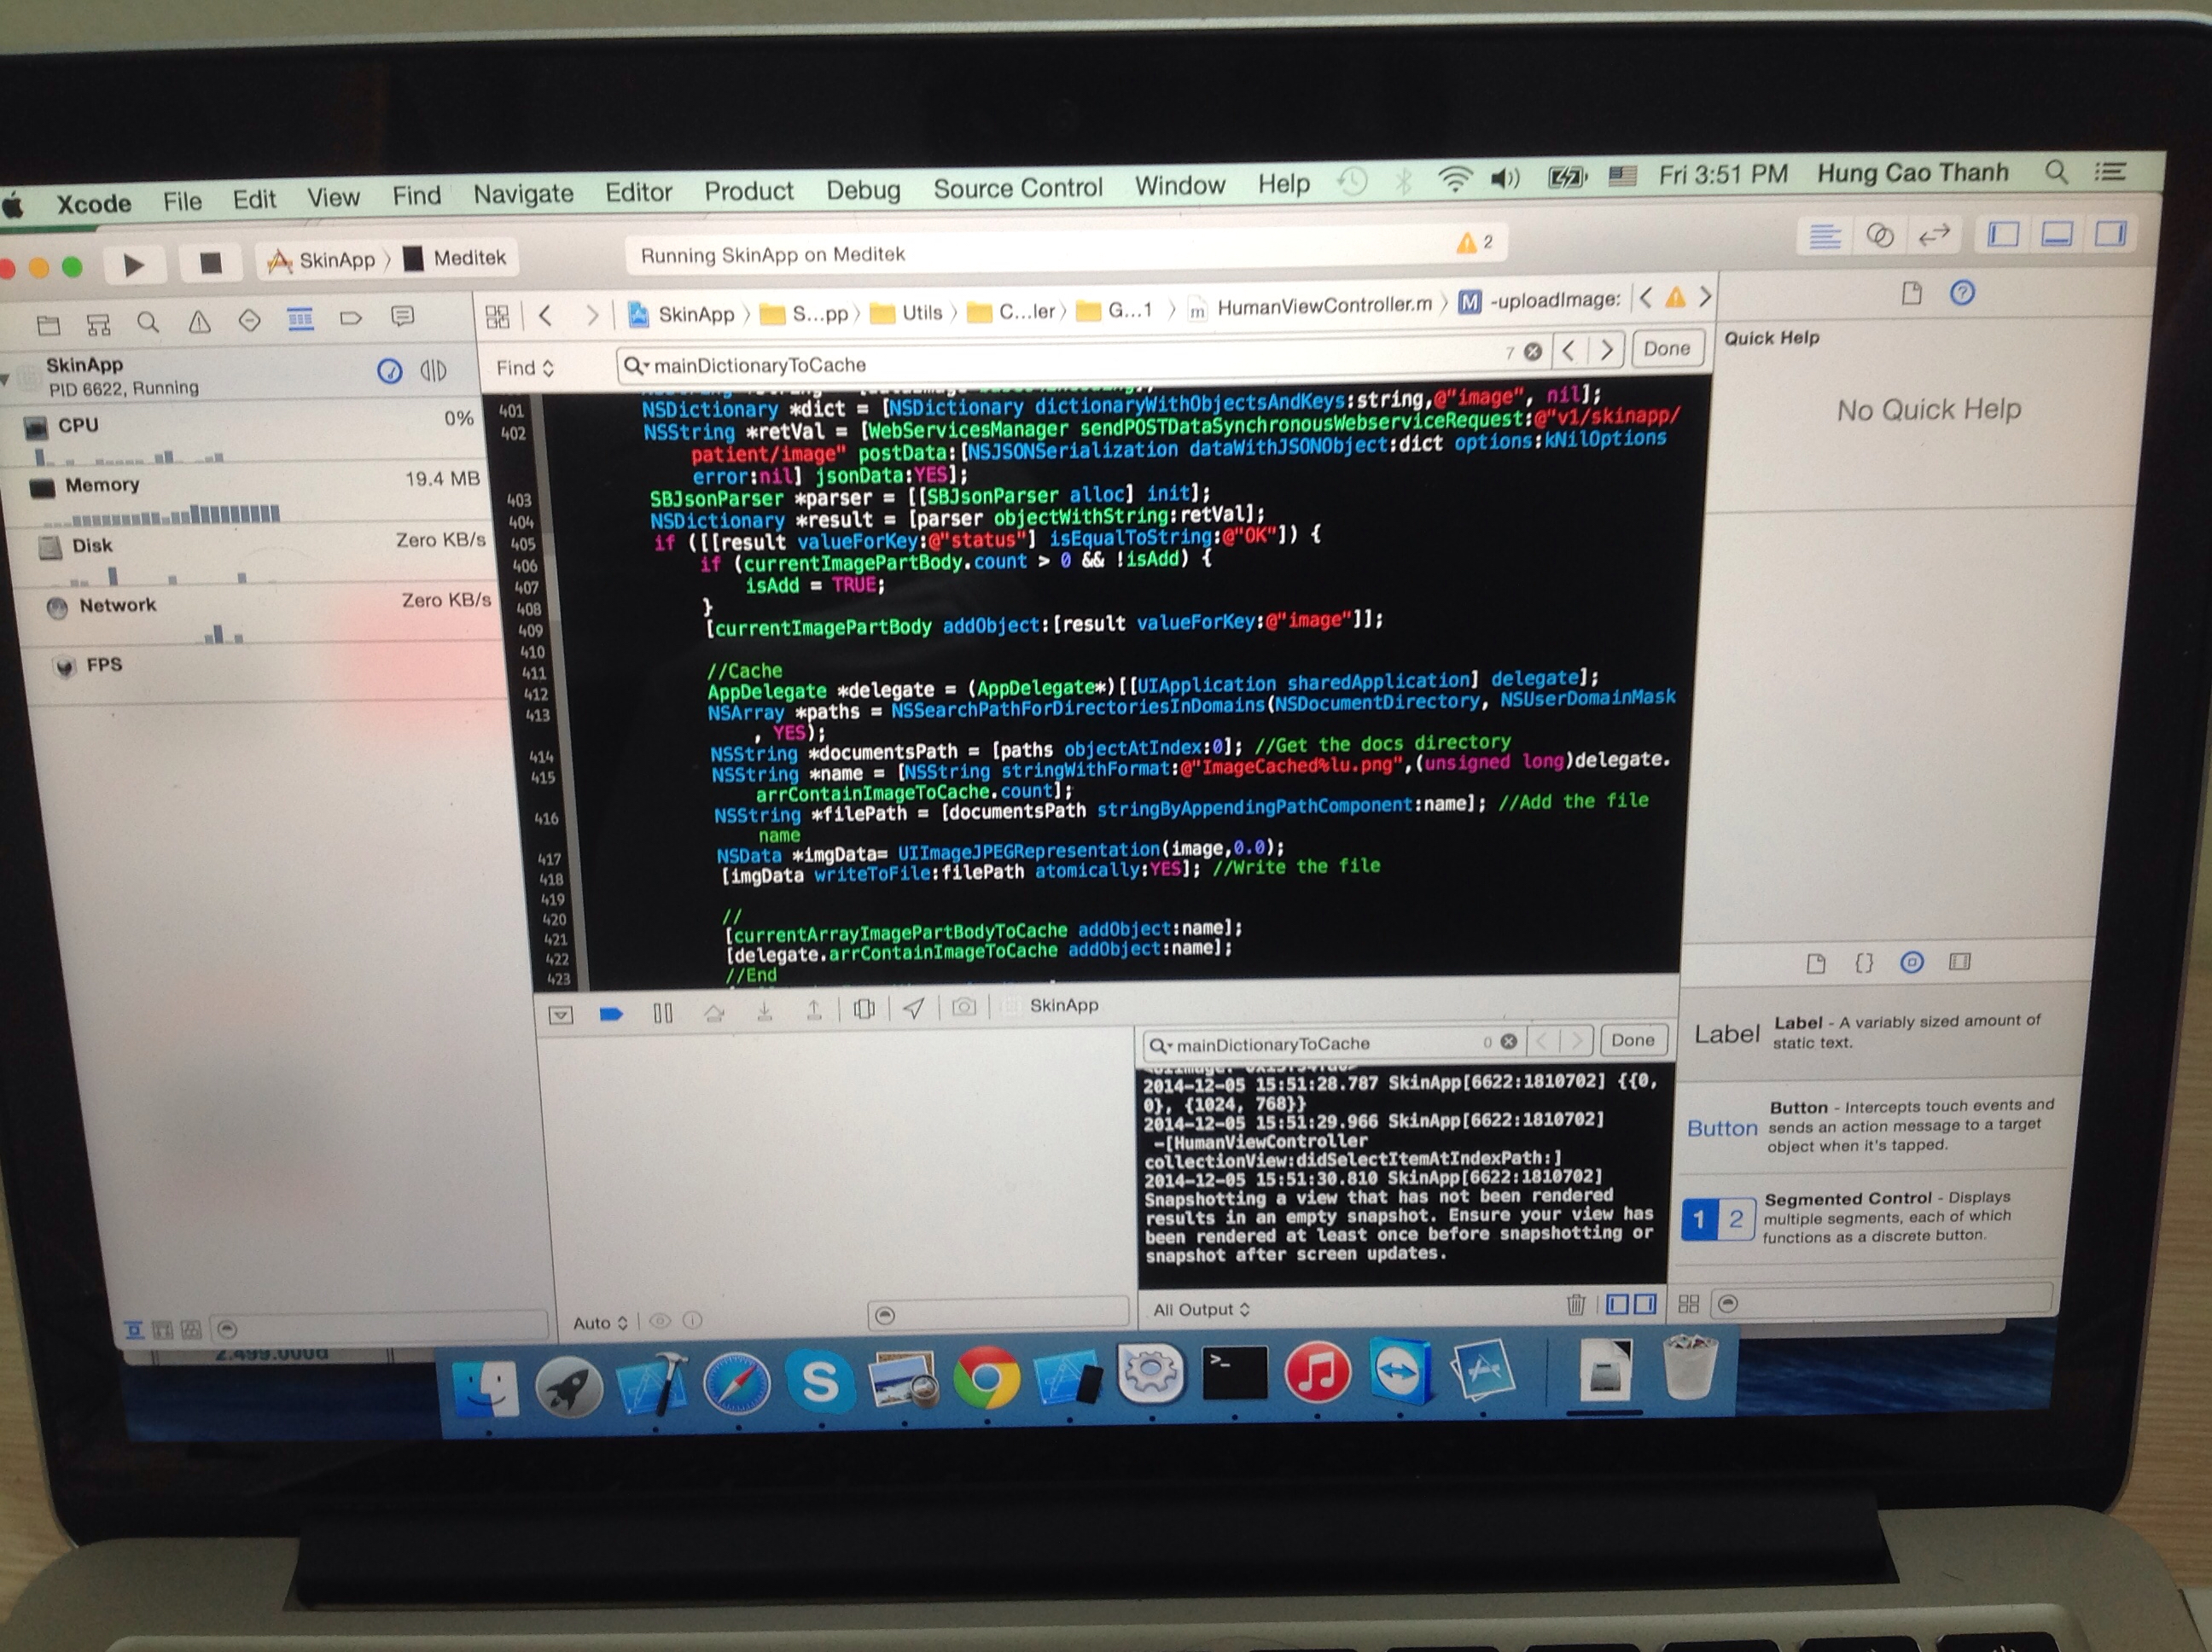 Xcode File Edit View Find Navigate Editor Product Debug Source Control Window Help Fri 3:51 PM Hung Cao Thanh
SkinApp Meditek
Running SkinApp on Meditek
2
SkinApp S...pp Utils C...ler G...1 HumanViewController.m M -uploadImage:
Find
mainDictionaryToCache
7
Done
SkinApp
PID 6622, Running
CPU 0%
Memory 19.4 MB
Disk Zero KB/s
Network Zero KB/s
FPS
401 NSDictionary *dict = [NSDictionary dictionaryWithObjectsAndKeys:string,@"image", nil];
402 NSString *retVal = [WebServicesManager sendPOSTDataSynchronousWebserviceRequest:@"v1/skinapp/
patient/image" postData:[NSJSONSerialization dataWithJSONObject:dict options:kNilOptions
error:nil] jsonData:YES];
403 SBJsonParser *parser = [[SBJsonParser alloc] init];
404 NSDictionary *result = [parser objectWithString:retVal];
405 if ([[result valueForKey:@"status"] isEqualToString:@"OK"]) {
406 if (currentImagePartBody.count > 0 && !isAdd) {
407 isAdd = TRUE;
408 }
409 [currentImagePartBody addObject:[result valueForKey:@"image"]];
410
411 //Cache
412 AppDelegate *delegate = (AppDelegate*)[[UIApplication sharedApplication] delegate];
413 NSArray *paths = NSSearchPathForDirectoriesInDomains(NSDocumentDirectory, NSUserDomainMask
, YES);
414 NSString *documentsPath = [paths objectAtIndex:0]; //Get the docs directory
415 NSString *name = [NSString stringWithFormat:@"ImageCached%lu.png",(unsigned long)delegate.
arrContainImageToCache.count];
416 NSString *filePath = [documentsPath stringByAppendingPathComponent:name]; //Add the file
name
417 NSData *imgData= UIImageJPEGRepresentation(image,0.0);
418 [imgData writeToFile:filePath atomically:YES]; //Write the file
419
420 //
421 [currentArrayImagePartBodyToCache addObject:name];
422 [delegate.arrContainImageToCache addObject:name];
423 //End
SkinApp
mainDictionaryToCache
0
Done
2014-12-05 15:51:28.787 SkinApp[6622:1810702] {{0,
0}, {1024, 768}}
2014-12-05 15:51:29.966 SkinApp[6622:1810702]
-[HumanViewController
collectionView:didSelectItemAtIndexPath:]
2014-12-05 15:51:30.810 SkinApp[6622:1810702]
Snapshotting a view that has not been rendered
results in an empty snapshot. Ensure your view has
been rendered at least once before snapshotting or
snapshot after screen updates.
Auto
All Output
Quick Help
No Quick Help
Label
Label - A variably sized amount of
static text.
Button
Button - Intercepts touch events and
sends an action message to a target
object when it's tapped.
1 2
Segmented Control - Displays
multiple segments, each of which
functions as a discrete button.